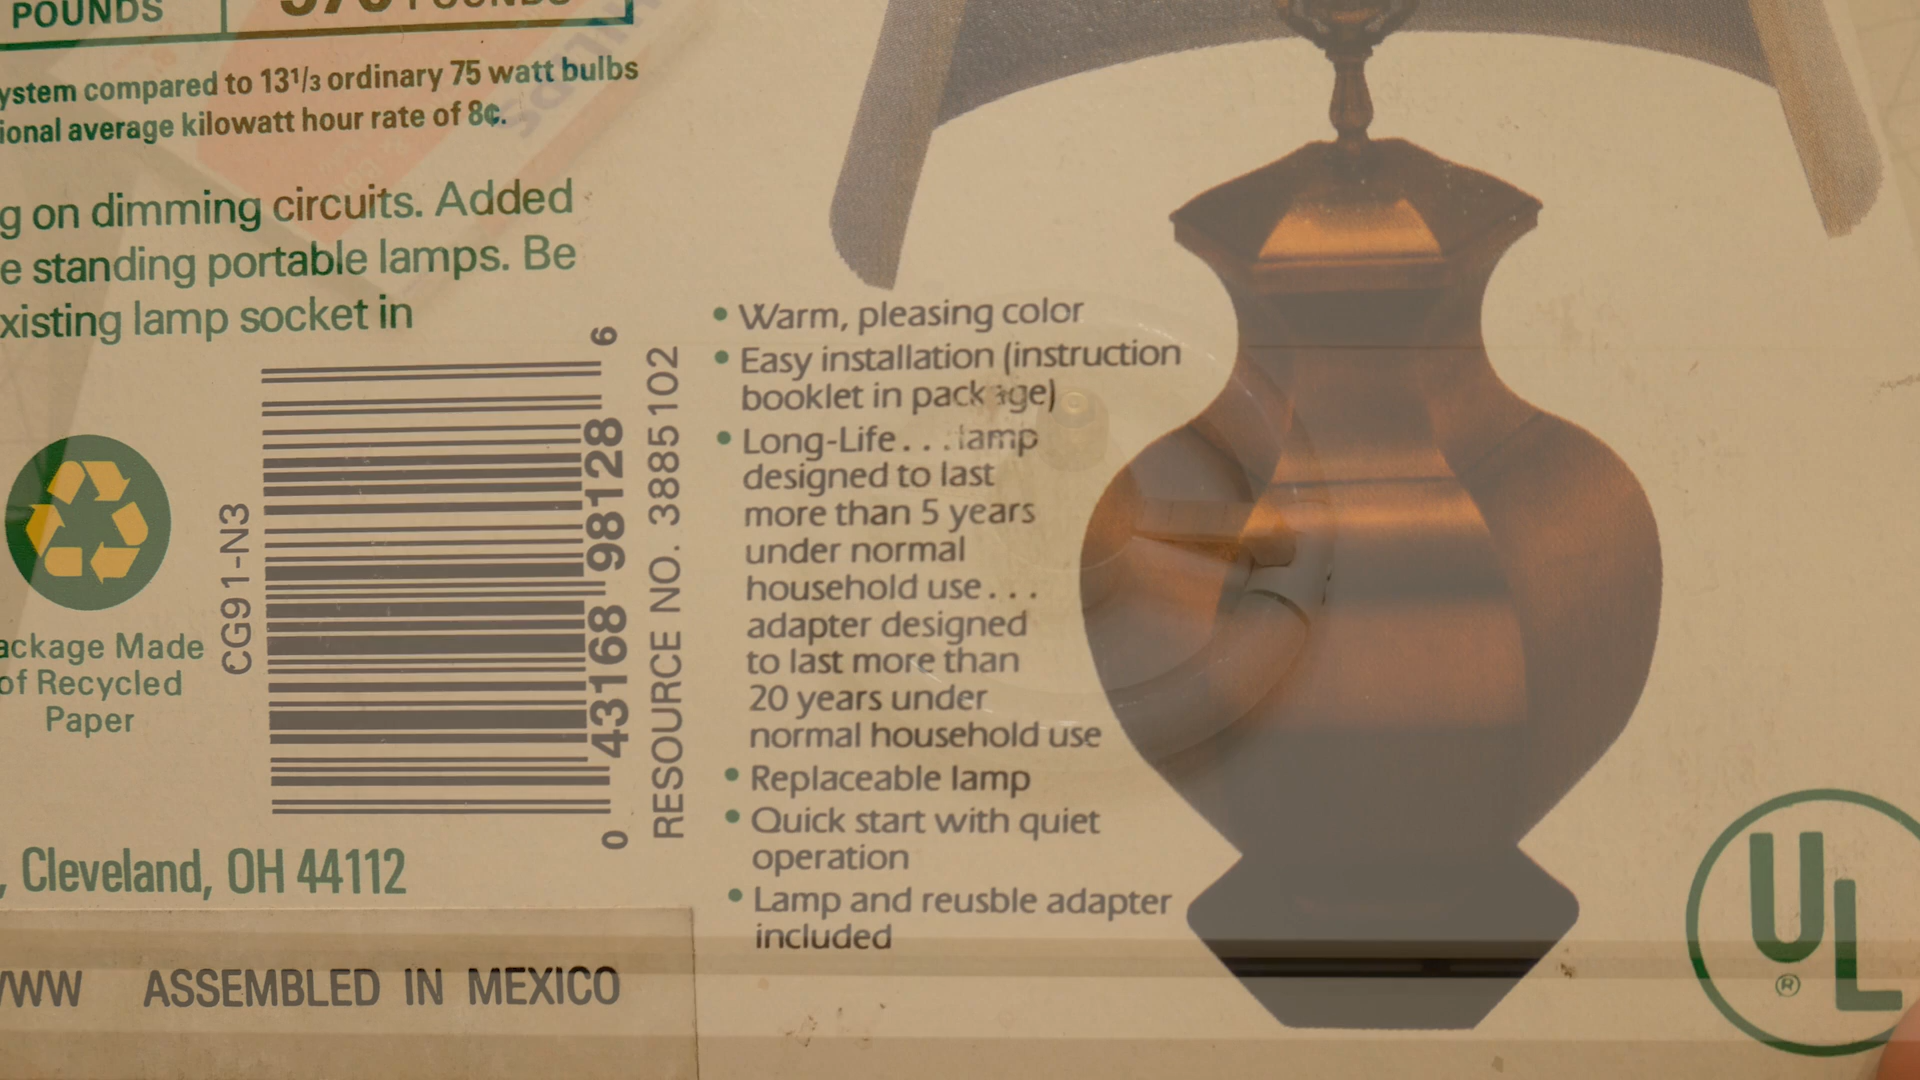 POUNDS
370 POUNDS
ystem compared to 13¹/₃ ordinary 75 watt bulbs
ional average kilowatt hour rate of 8¢.
g on dimming circuits. Added
e standing portable lamps. Be
xisting lamp socket in
ackage Made
of Recycled
Paper
CG91-N3
0 43168 98128 6
RESOURCE NO. 3885102
, Cleveland, OH 44112
WW ASSEMBLED IN MEXICO
• Warm, pleasing color
• Easy installation (instruction
booklet in package)
• Long-Life...lamp
designed to last
more than 5 years
under normal
household use...
adapter designed
to last more than
20 years under
normal household use
• Replaceable lamp
• Quick start with quiet
operation
• Lamp and reusble adapter
included
UL
®